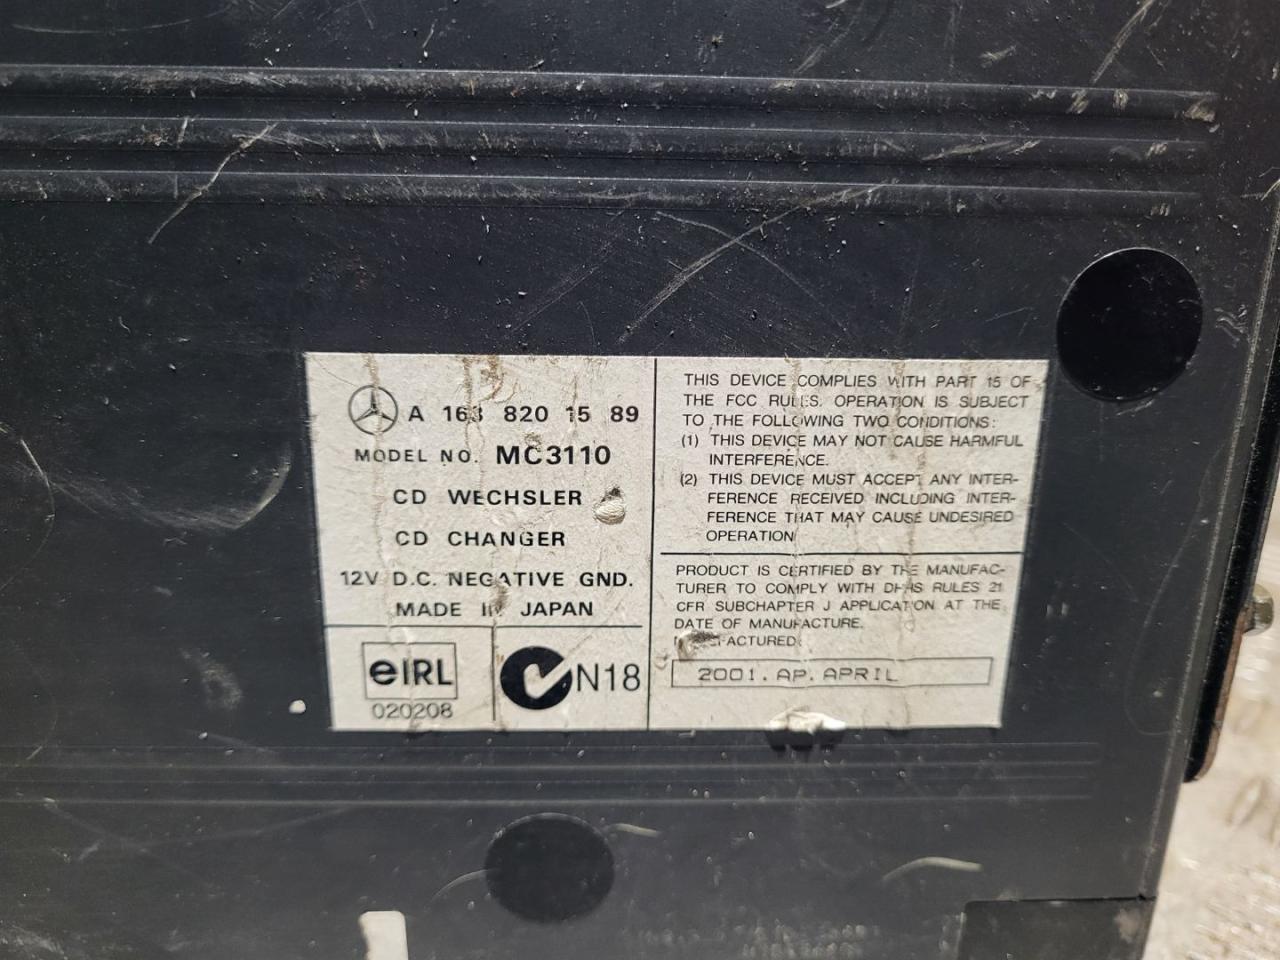 A 163 820 15 89
MODEL NO. MC3110
CD WECHSLER
CD CHANGER
12V D.C. NEGATIVE GND.
MADE IN JAPAN
eIRL
020208
N18
THIS DEVICE COMPLIES WITH PART 15 OF
THE FCC RULES. OPERATION IS SUBJECT
TO THE FOLLOWING TWO CONDITIONS:
(1) THIS DEVICE MAY NOT CAUSE HARMFUL
INTERFERENCE.
(2) THIS DEVICE MUST ACCEPT ANY INTER-
FERENCE RECEIVED INCLUDING INTER-
FERENCE THAT MAY CAUSE UNDESIRED
OPERATION
PRODUCT IS CERTIFIED BY THE MANUFAC-
TURER TO COMPLY WITH DHHS RULES 21
CFR SUBCHAPTER J APPLICATION AT THE
DATE OF MANUFACTURE.
MANUFACTURED:
2001. AP. APRIL